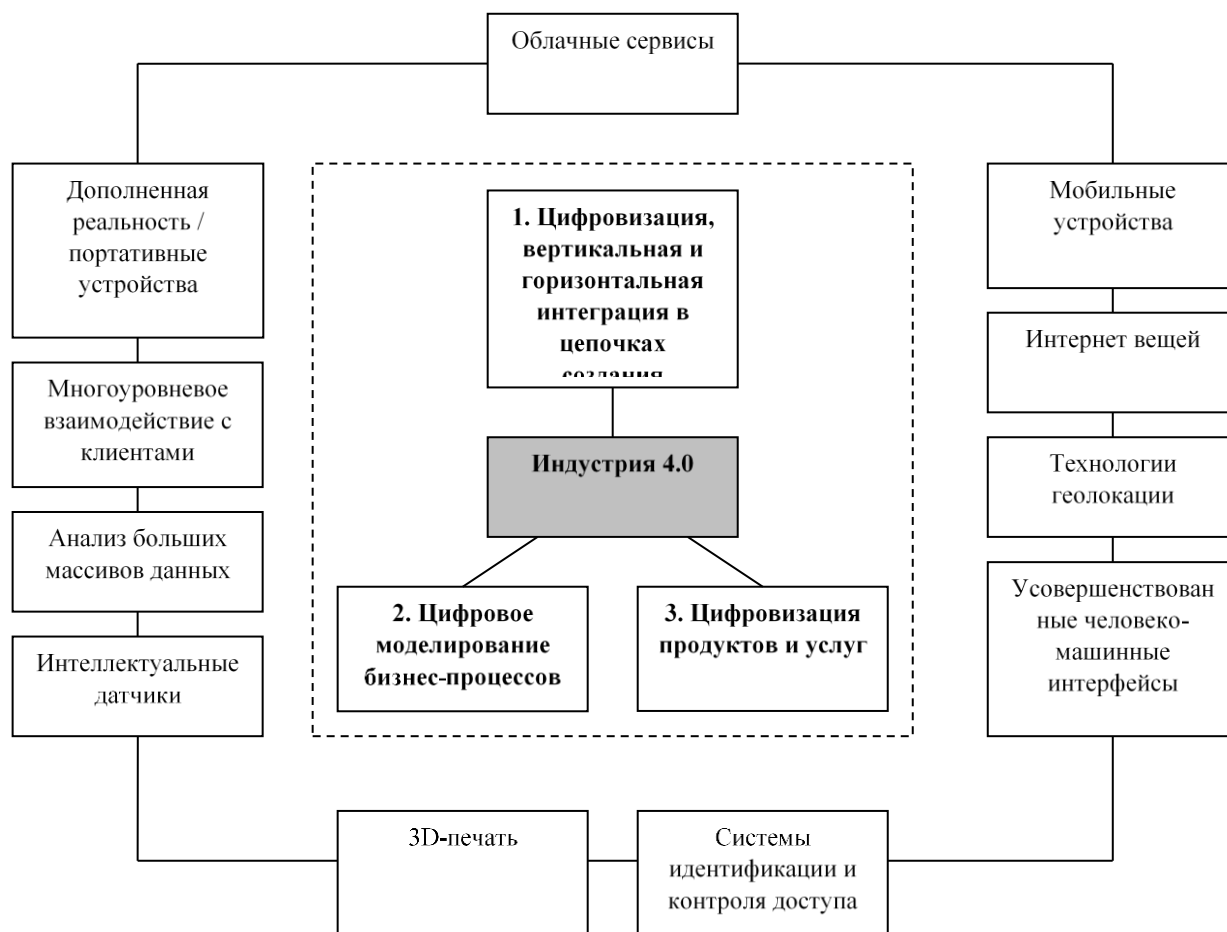 Облачные сервисы
Дополненная
реальность /
портативные
устройства
Многоуровневое
взаимодействие с
клиентами
Анализ больших
массивов данных
Интеллектуальные
датчики
1. Цифровизация,
вертикальная и
горизонтальная
интеграция в
цепочках
создания
Индустрия 4.0
2. Цифровое
моделирование
бизнес-процессов
3. Цифровизация
продуктов и услуг
Мобильные
устройства
Интернет вещей
Технологии
геолокации
Усовершенствован
ные человеко-
машинные
интерфейсы
3D-печать
Системы
идентификации и
контроля доступа